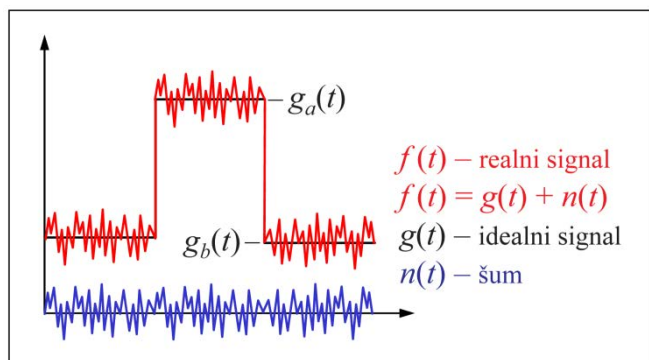 g_a(t)
f(t) – realni signal
f(t) = g(t) + n(t)
g_b(t)
g(t) – idealni signal
n(t) – šum